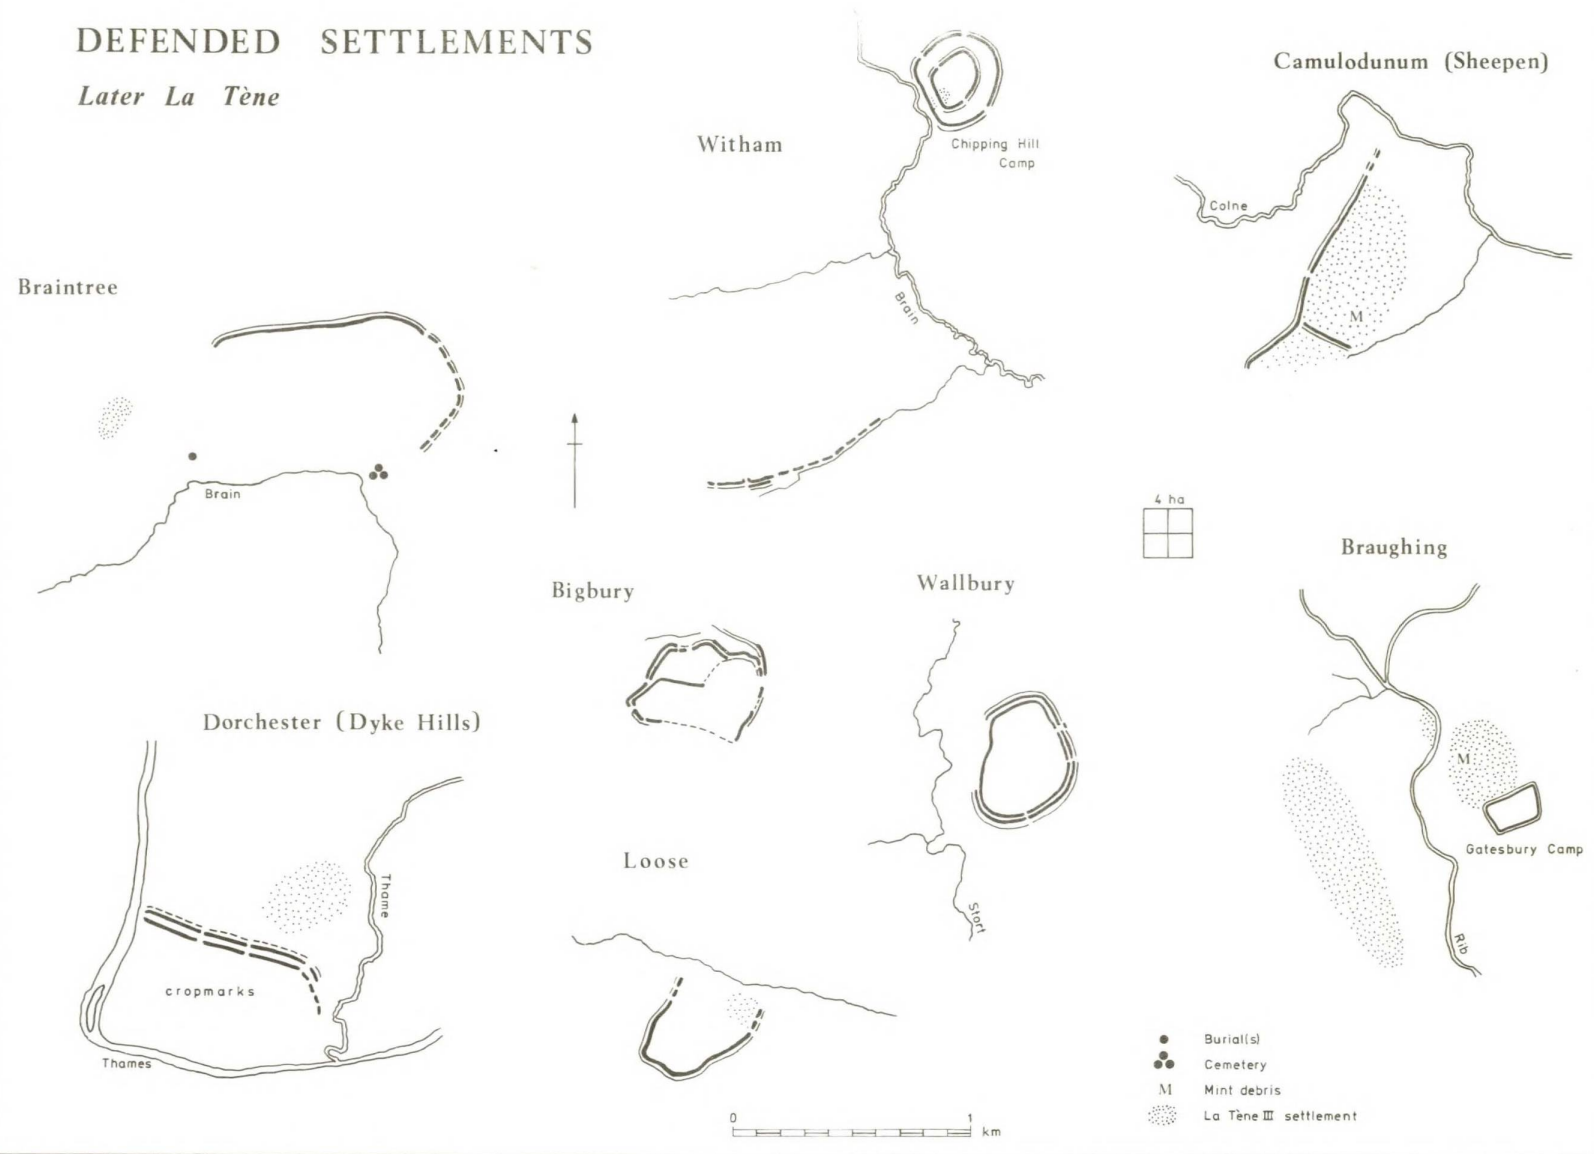 DEFENDED SETTLEMENTS
Later La Tène
Witham
Chipping Hill
Camp
Brain
Camulodunum (Sheepen)
Colne
M
Braintree
Brain
4 ha
Bigbury
Wallbury
Stort
Braughing
M
Gatesbury Camp
Rib
Dorchester (Dyke Hills)
Thame
cropmarks
Thames
Loose
0 1
km
Burial(s)
Cemetery
M Mint debris
La Tène III settlement